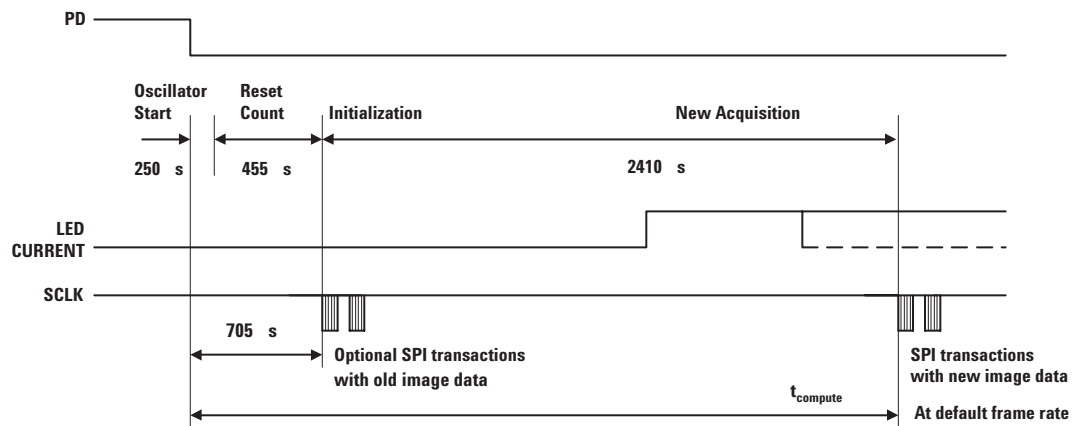 PD
Oscillator Reset
Start Count Initialization New Acquisition
250 s 455 s 2410 s
LED
CURRENT
SCLK
705 s
Optional SPI transactions
with old image data
SPI transactions
with new image data
tcompute
At default frame rate